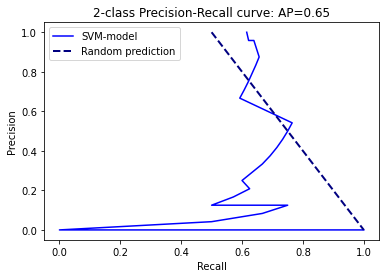 2-class Precision-Recall curve: AP=0.65
SVM-model
Random prediction
Precision
1.0
0.8
0.6
0.4
0.2
0.0
0.0 0.2 0.4 0.6 0.8 1.0
Recall